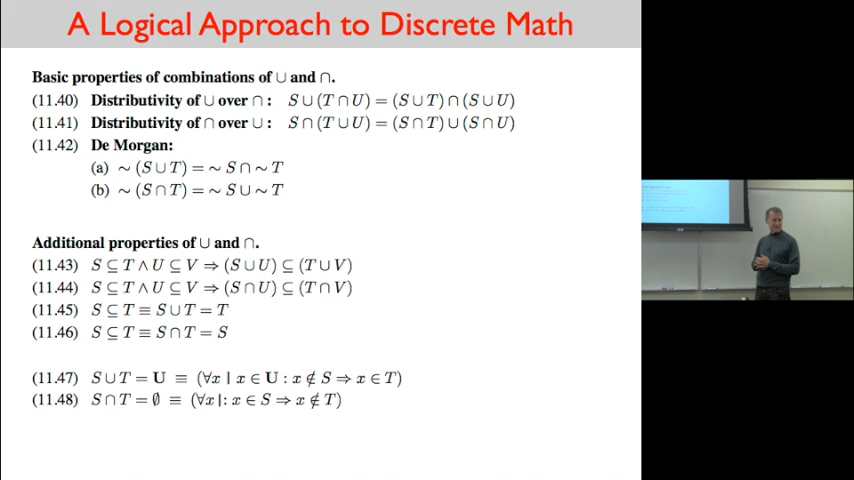 A Logical Approach to Discrete Math
Basic properties of combinations of ∪ and ∩.
(11.40) Distributivity of ∪ over ∩ : S ∪ (T ∩ U) = (S ∪ T) ∩ (S ∪ U)
(11.41) Distributivity of ∩ over ∪ : S ∩ (T ∪ U) = (S ∩ T) ∪ (S ∩ U)
(11.42) De Morgan:
(a) ∼ (S ∪ T) = ∼ S ∩ ∼ T
(b) ∼ (S ∩ T) = ∼ S ∪ ∼ T
Additional properties of ∪ and ∩.
(11.43) S ⊆ T ∧ U ⊆ V ⇒ (S ∪ U) ⊆ (T ∪ V)
(11.44) S ⊆ T ∧ U ⊆ V ⇒ (S ∩ U) ⊆ (T ∩ V)
(11.45) S ⊆ T ≡ S ∪ T = T
(11.46) S ⊆ T ≡ S ∩ T = S
(11.47) S ∪ T = U ≡ (∀x | x ∈ U : x ∉ S ⇒ x ∈ T)
(11.48) S ∩ T = ∅ ≡ (∀x |: x ∈ S ⇒ x ∉ T)